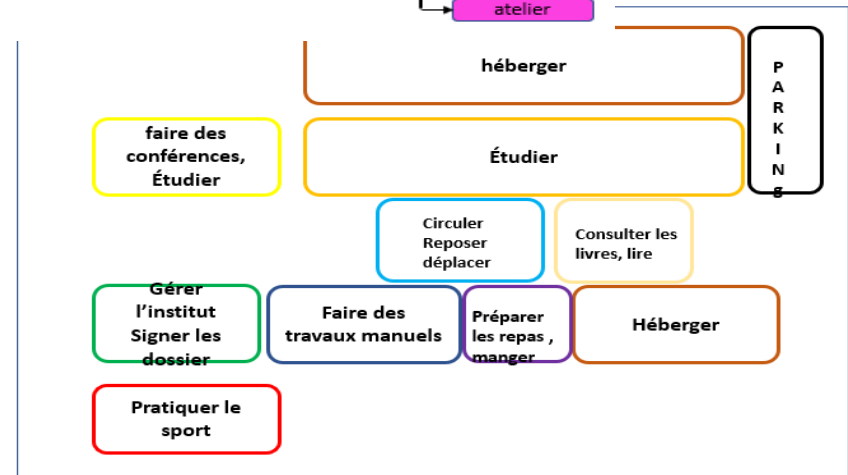 atelier
héberger
P
A
R
K
I
N
g
faire des
conférences,
Étudier
Étudier
Circuler
Reposer
déplacer
Consulter les
livres, lire
Gérer
l’institut
Signer les
dossier
Faire des
travaux manuels
Préparer
les repas ,
manger
Héberger
Pratiquer le
sport